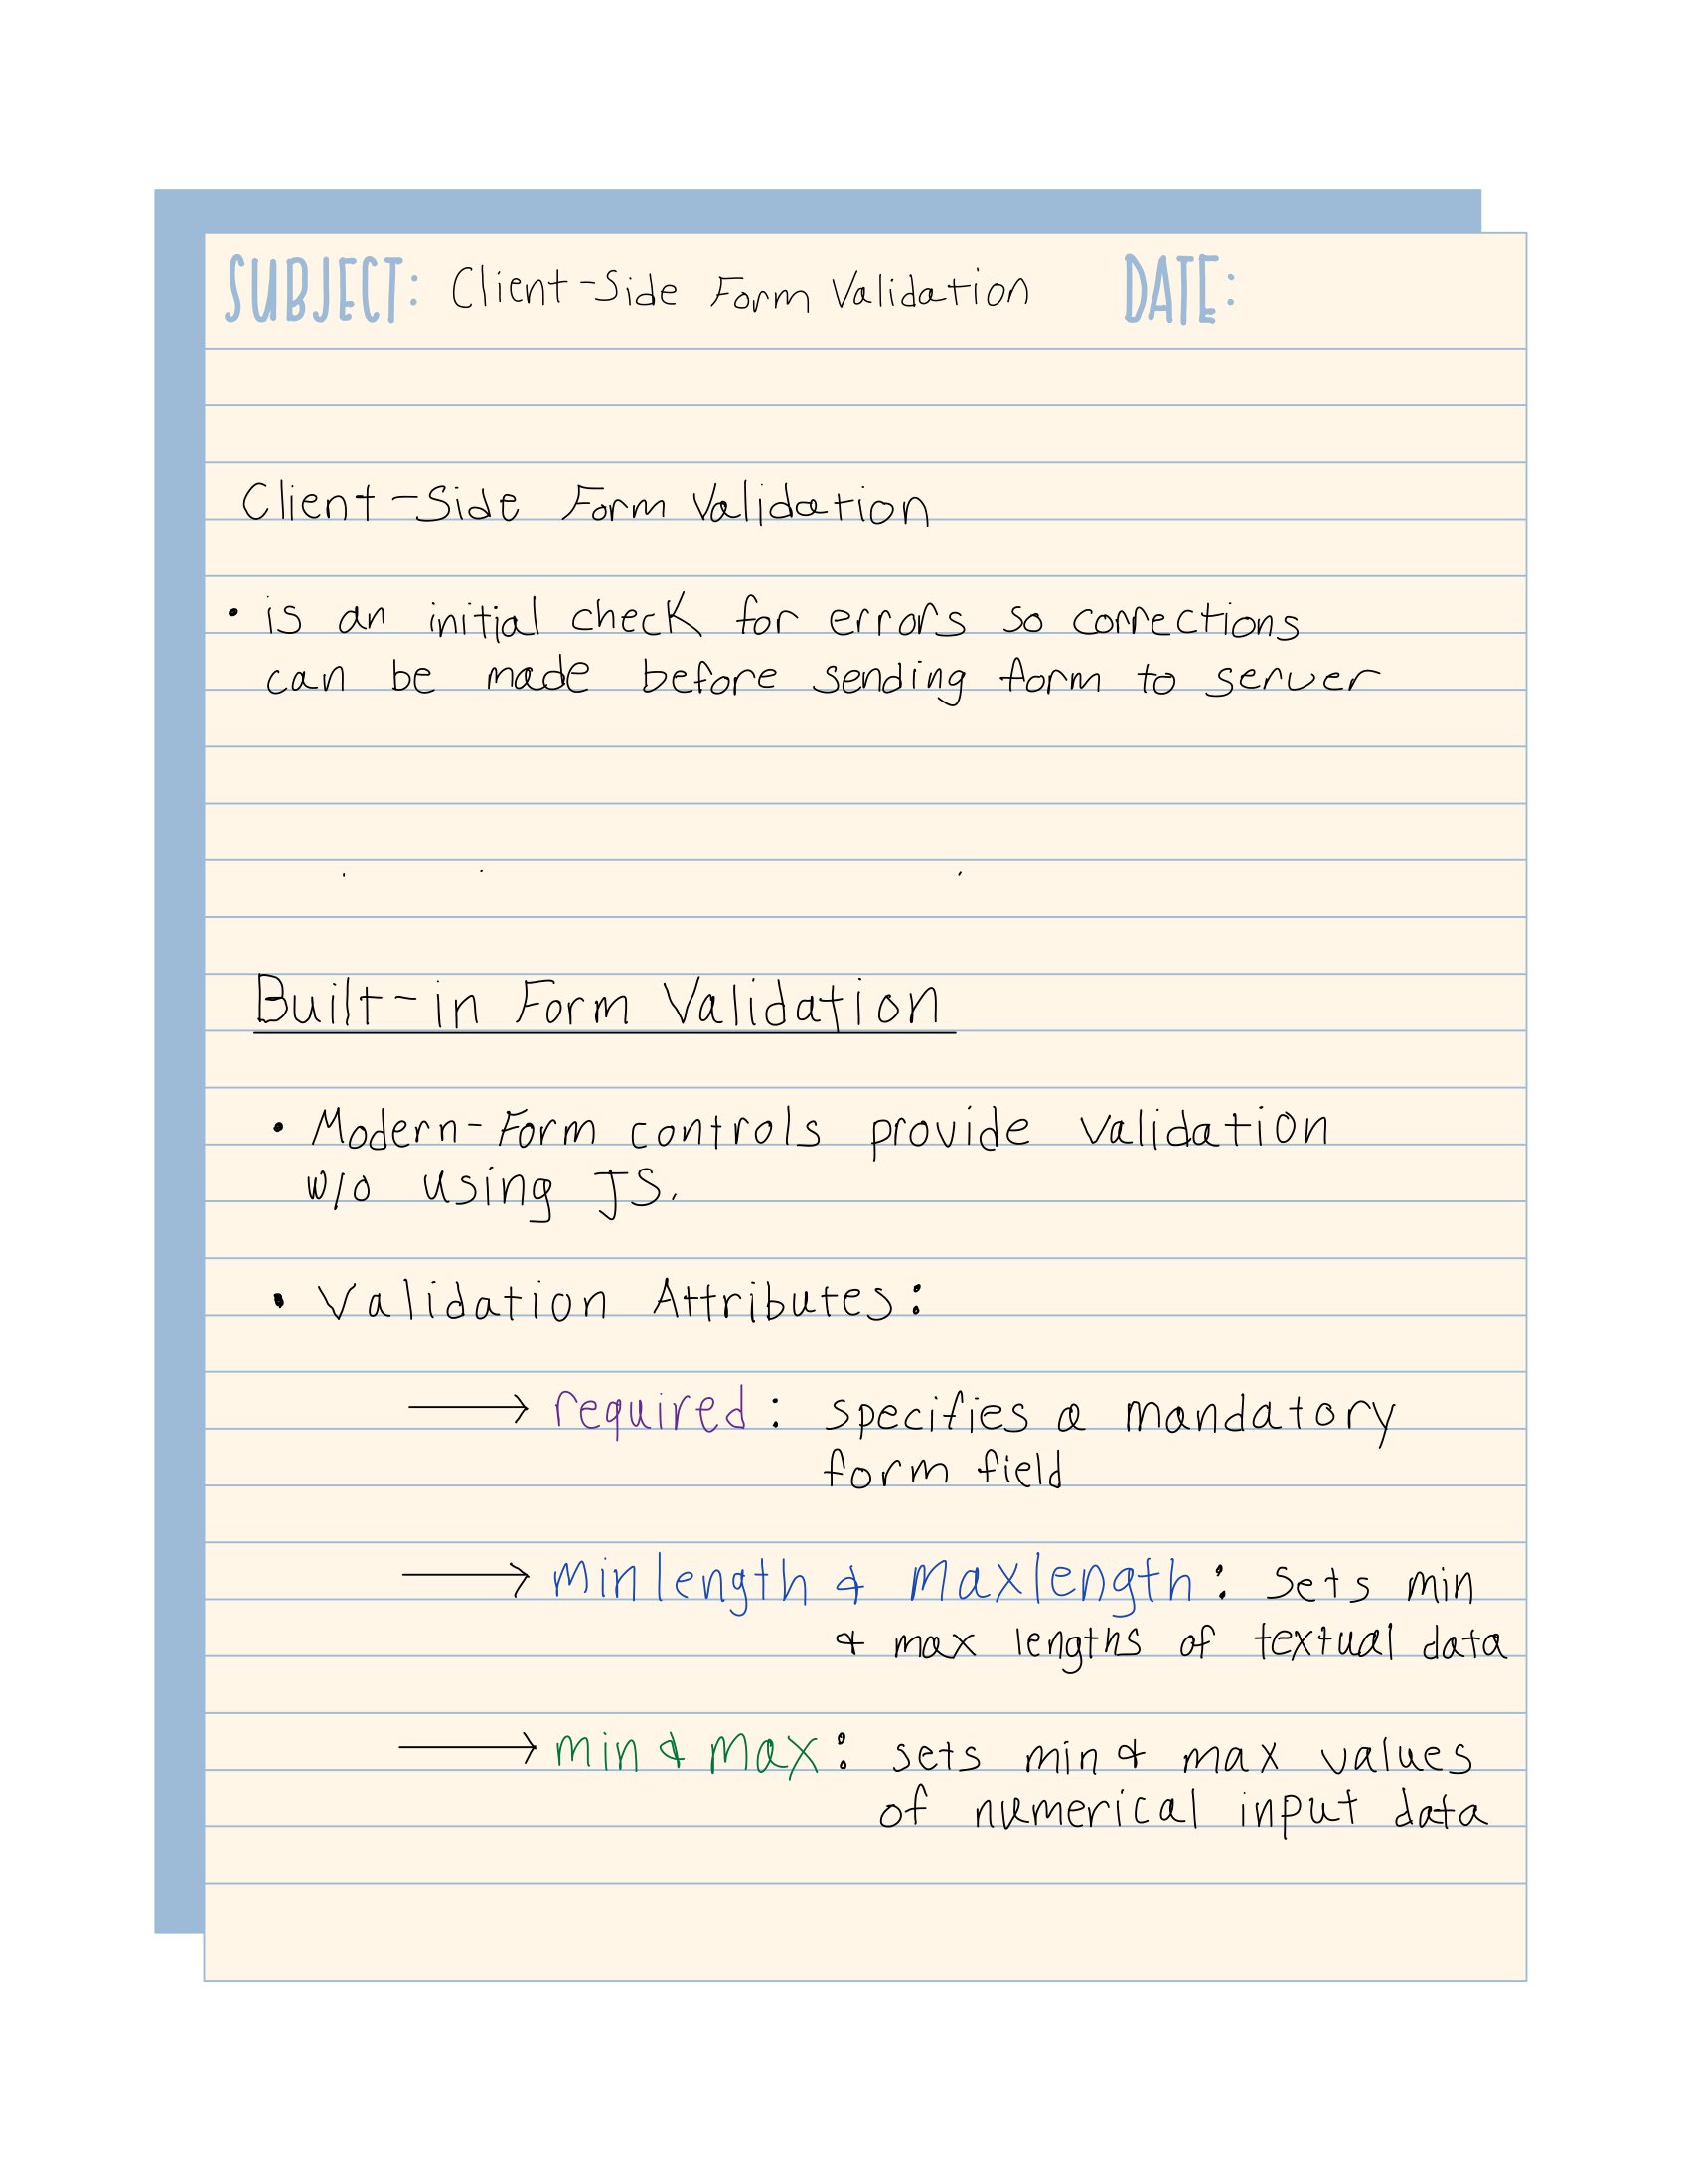 SUBJECT: Client-Side Form Validation DATE:
Client-Side Form Validation
• is an initial check for errors so corrections
can be made before sending form to server
Built-in Form Validation
• Modern-Form controls provide validation
w/o using JS.
• Validation Attributes:
→ required: specifies a mandatory
form field
→ minlength & maxlength: sets min
& max lengths of textual data
→ min & max: sets min & max values
of numerical input data